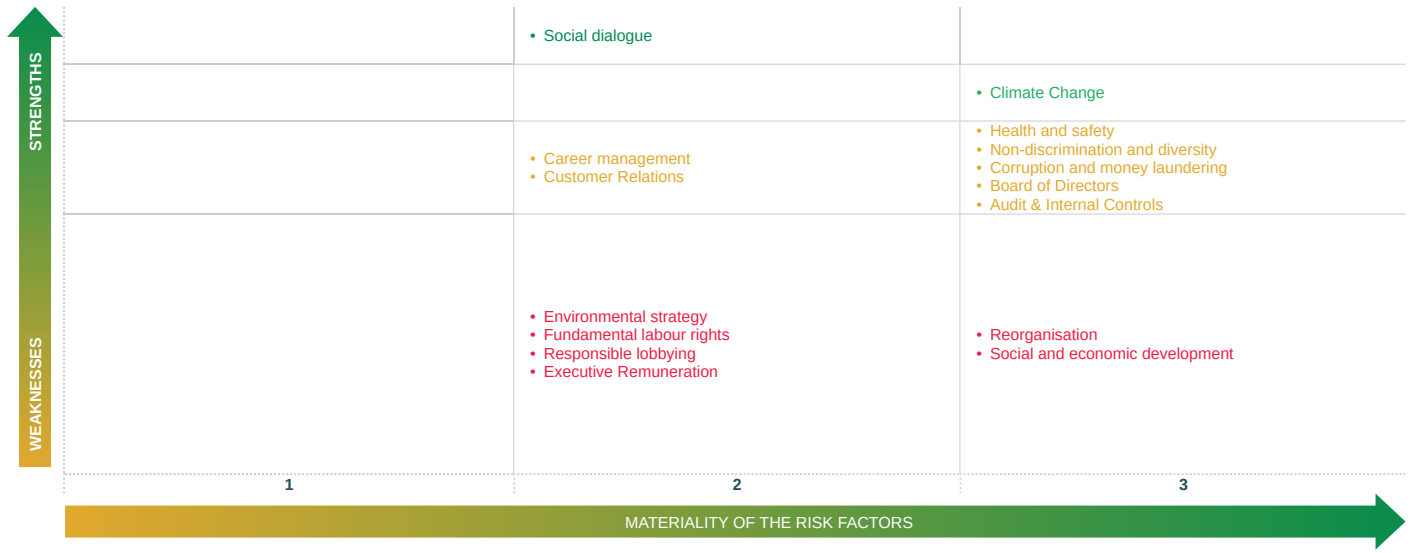 STRENGTHS
WEAKNESSES
• Social dialogue
• Climate Change
• Career management
• Customer Relations
• Health and safety
• Non-discrimination and diversity
• Corruption and money laundering
• Board of Directors
• Audit & Internal Controls
• Environmental strategy
• Fundamental labour rights
• Responsible lobbying
• Executive Remuneration
• Reorganisation
• Social and economic development
1
2
3
MATERIALITY OF THE RISK FACTORS